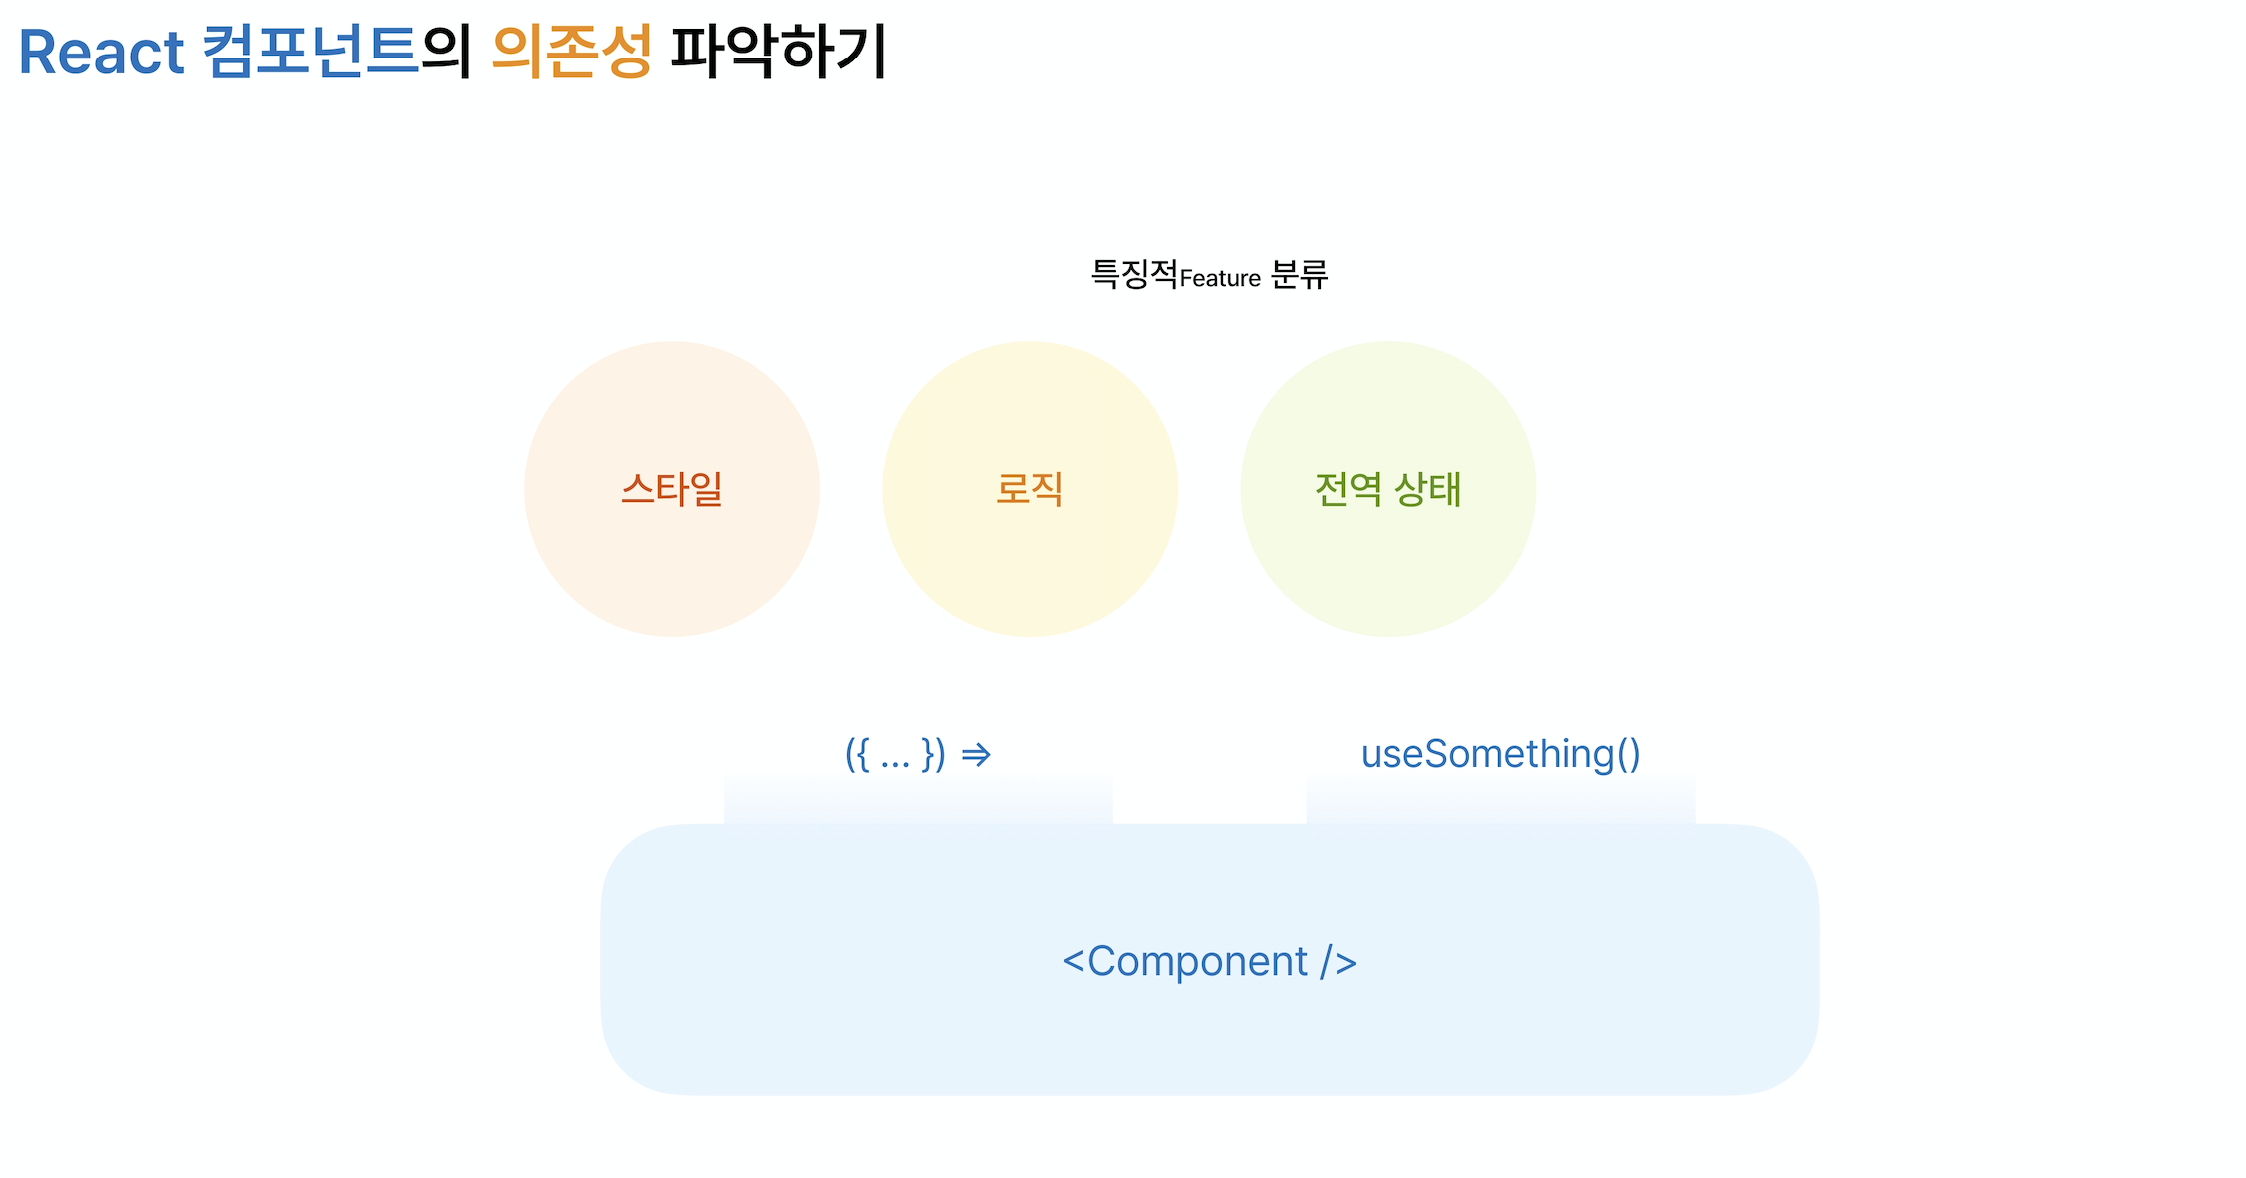 React 컴포넌트의 의존성 파악하기
특징적Feature 분류
스타일
로직
전역 상태
({ ... }) ⇒
useSomething()
<Component />